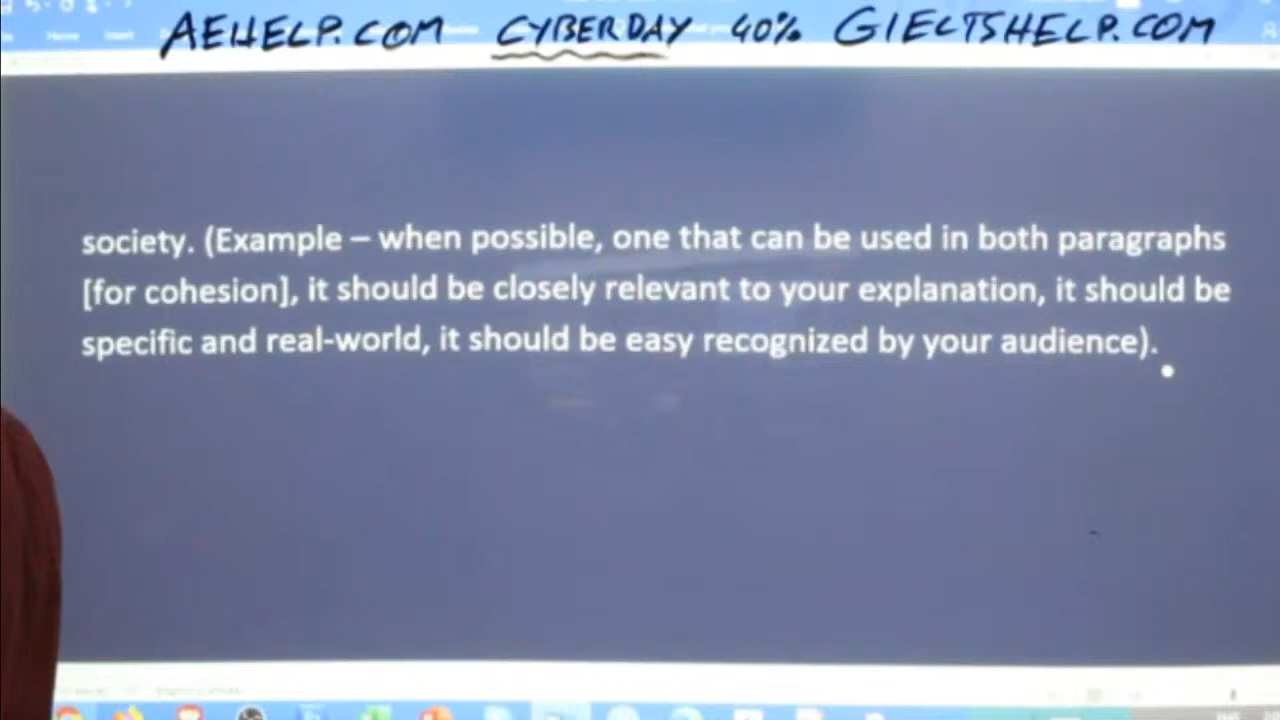 AEHELP.COM CYBERDAY 40% GIELTSHELP.COM
Home Insert
society. (Example – when possible, one that can be used in both paragraphs
[for cohesion], it should be closely relevant to your explanation, it should be
specific and real-world, it should be easy recognized by your audience).